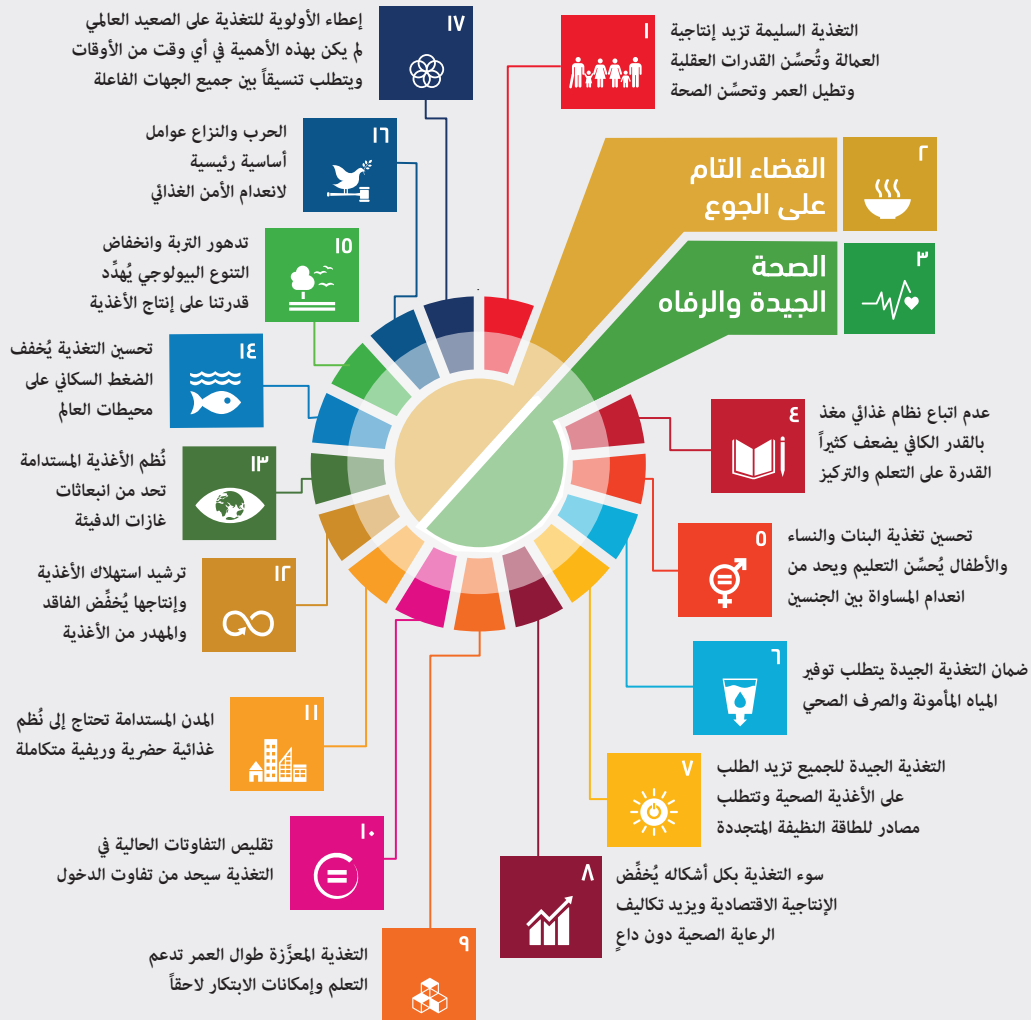 ١
التغذية السليمة تزيد إنتاجية
العمالة وتُحسِّن القدرات العقلية
وتطيل العمر وتحسِّن الصحة
٢
القضاء التام
على الجوع
٣
الصحة
الجيدة والرفاه
٤
عدم اتباع نظام غذائي مغذ
بالقدر الكافي يضعف كثيراً
القدرة على التعلم والتركيز
٥
تحسين تغذية البنات والنساء
والأطفال يُحسِّن التعليم ويحد من
انعدام المساواة بين الجنسين
٦
ضمان التغذية الجيدة يتطلب توفير
المياه المأمونة والصرف الصحي
٧
التغذية الجيدة للجميع تزيد الطلب
على الأغذية الصحية وتتطلب
مصادر للطاقة النظيفة المتجددة
٨
سوء التغذية بكل أشكاله يُخفِّض
الإنتاجية الاقتصادية ويزيد تكاليف
الرعاية الصحية دون داعٍ
٩
التغذية المعزَّزة طوال العمر تدعم
التعلم وإمكانات الابتكار لاحقاً
١٠
تقليص التفاوتات الحالية في
التغذية سيحد من تفاوت الدخول
١١
المدن المستدامة تحتاج إلى نُظم
غذائية حضرية وريفية متكاملة
١٢
ترشيد استهلاك الأغذية
وإنتاجها يُخفِّض الفاقد
والمهدر من الأغذية
١٣
نُظم الأغذية المستدامة
تحد من انبعاثات
غازات الدفيئة
١٤
تحسين التغذية يُخفف
الضغط السكاني على
محيطات العالم
١٥
تدهور التربة وانخفاض
التنوع البيولوجي يُهدِّد
قدرتنا على إنتاج الأغذية
١٦
الحرب والنزاع عوامل
أساسية رئيسية
لانعدام الأمن الغذائي
١٧
إعطاء الأولوية للتغذية على الصعيد العالمي
لم يكن بهذه الأهمية في أي وقت من الأوقات
ويتطلب تنسيقاً بين جميع الجهات الفاعلة